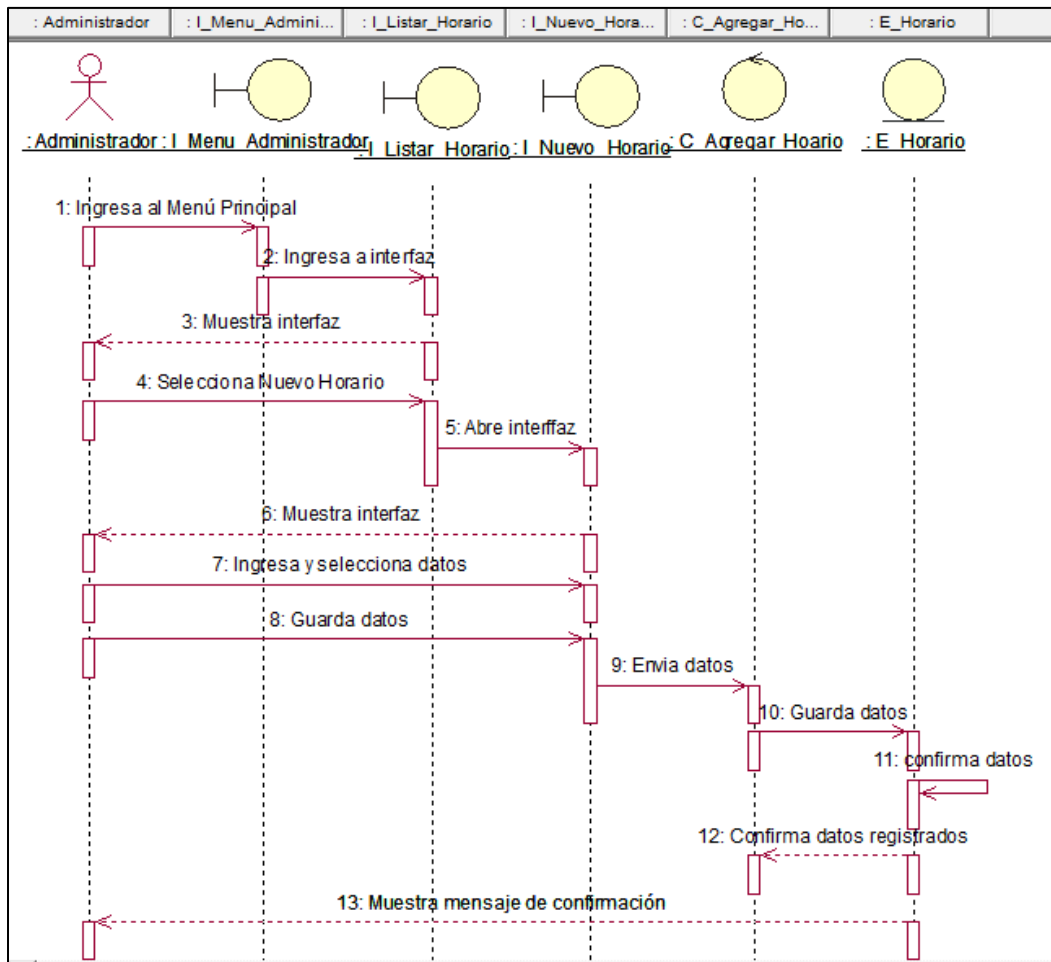 : Administrador
: I_Menu_Admini...
: I_Listar_Horario
: I_Nuevo_Hora...
: C_Agregar_Ho...
: E_Horario
: Administrador
: I_Menu_Administrador
: I_Listar_Horario
: I_Nuevo_Horario
: C_Agregar_Hoario
: E_Horario
1: Ingresa al Menú Principal
2: Ingresa a interfaz
3: Muestra interfaz
4: Selecciona Nuevo Horario
5: Abre interffaz
6: Muestra interfaz
7: Ingresa y selecciona datos
8: Guarda datos
9: Envia datos
10: Guarda datos
11: confirma datos
12: Confirma datos registrados
13: Muestra mensaje de confirmación